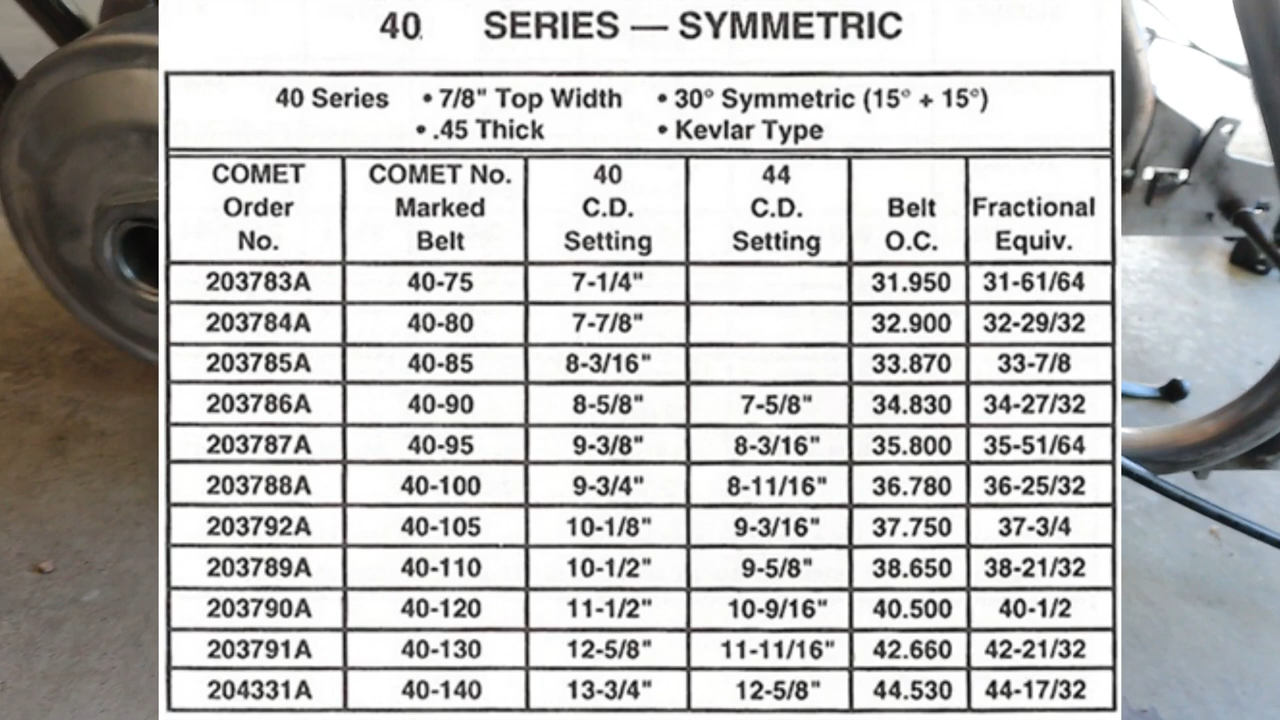 40 SERIES — SYMMETRIC
40 Series • 7/8" Top Width • 30° Symmetric (15° + 15°)
• .45 Thick • Kevlar Type
COMET Order No. COMET No. Marked Belt 40 C.D. Setting 44 C.D. Setting Belt O.C. Fractional Equiv.
203783A 40-75 7-1/4" 31.950 31-61/64
203784A 40-80 7-7/8" 32.900 32-29/32
203785A 40-85 8-3/16" 33.870 33-7/8
203786A 40-90 8-5/8" 7-5/8" 34.830 34-27/32
203787A 40-95 9-3/8" 8-3/16" 35.800 35-51/64
203788A 40-100 9-3/4" 8-11/16" 36.780 36-25/32
203792A 40-105 10-1/8" 9-3/16" 37.750 37-3/4
203789A 40-110 10-1/2" 9-5/8" 38.650 38-21/32
203790A 40-120 11-1/2" 10-9/16" 40.500 40-1/2
203791A 40-130 12-5/8" 11-11/16" 42.660 42-21/32
204331A 40-140 13-3/4" 12-5/8" 44.530 44-17/32